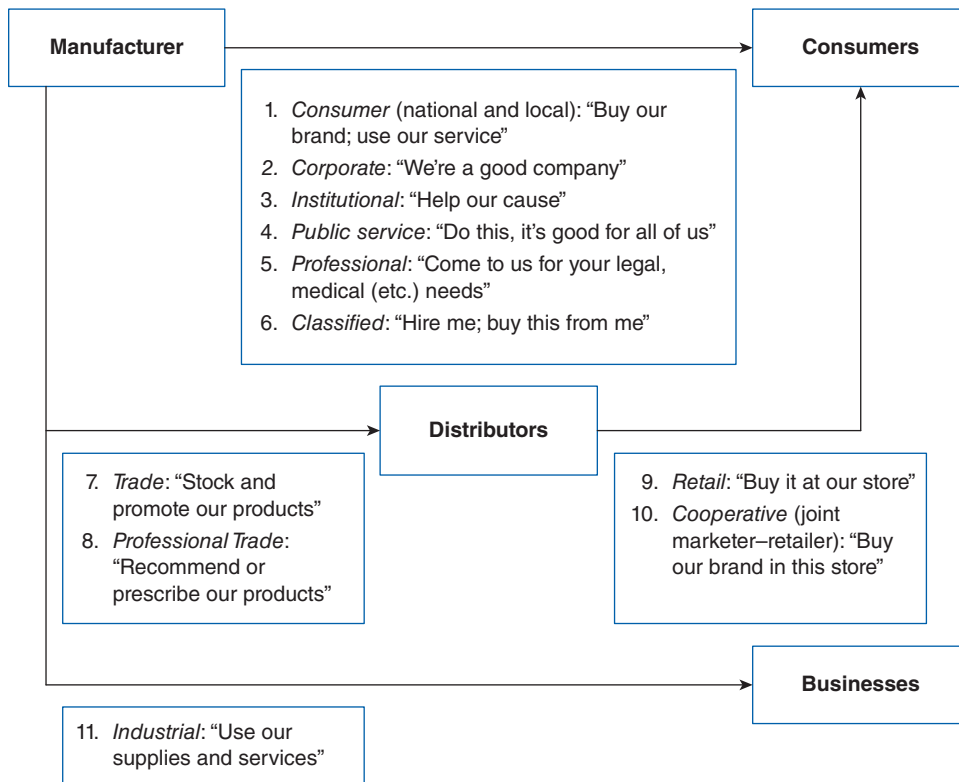 Manufacturer
Consumers
1. Consumer (national and local): “Buy our
brand; use our service”
2. Corporate: “We’re a good company”
3. Institutional: “Help our cause”
4. Public service: “Do this, it’s good for all of us”
5. Professional: “Come to us for your legal,
medical (etc.) needs”
6. Classified: “Hire me; buy this from me”
Distributors
7. Trade: “Stock and
promote our products”
8. Professional Trade:
“Recommend or
prescribe our products”
9. Retail: “Buy it at our store”
10. Cooperative (joint
marketer–retailer): “Buy
our brand in this store”
Businesses
11. Industrial: “Use our
supplies and services”